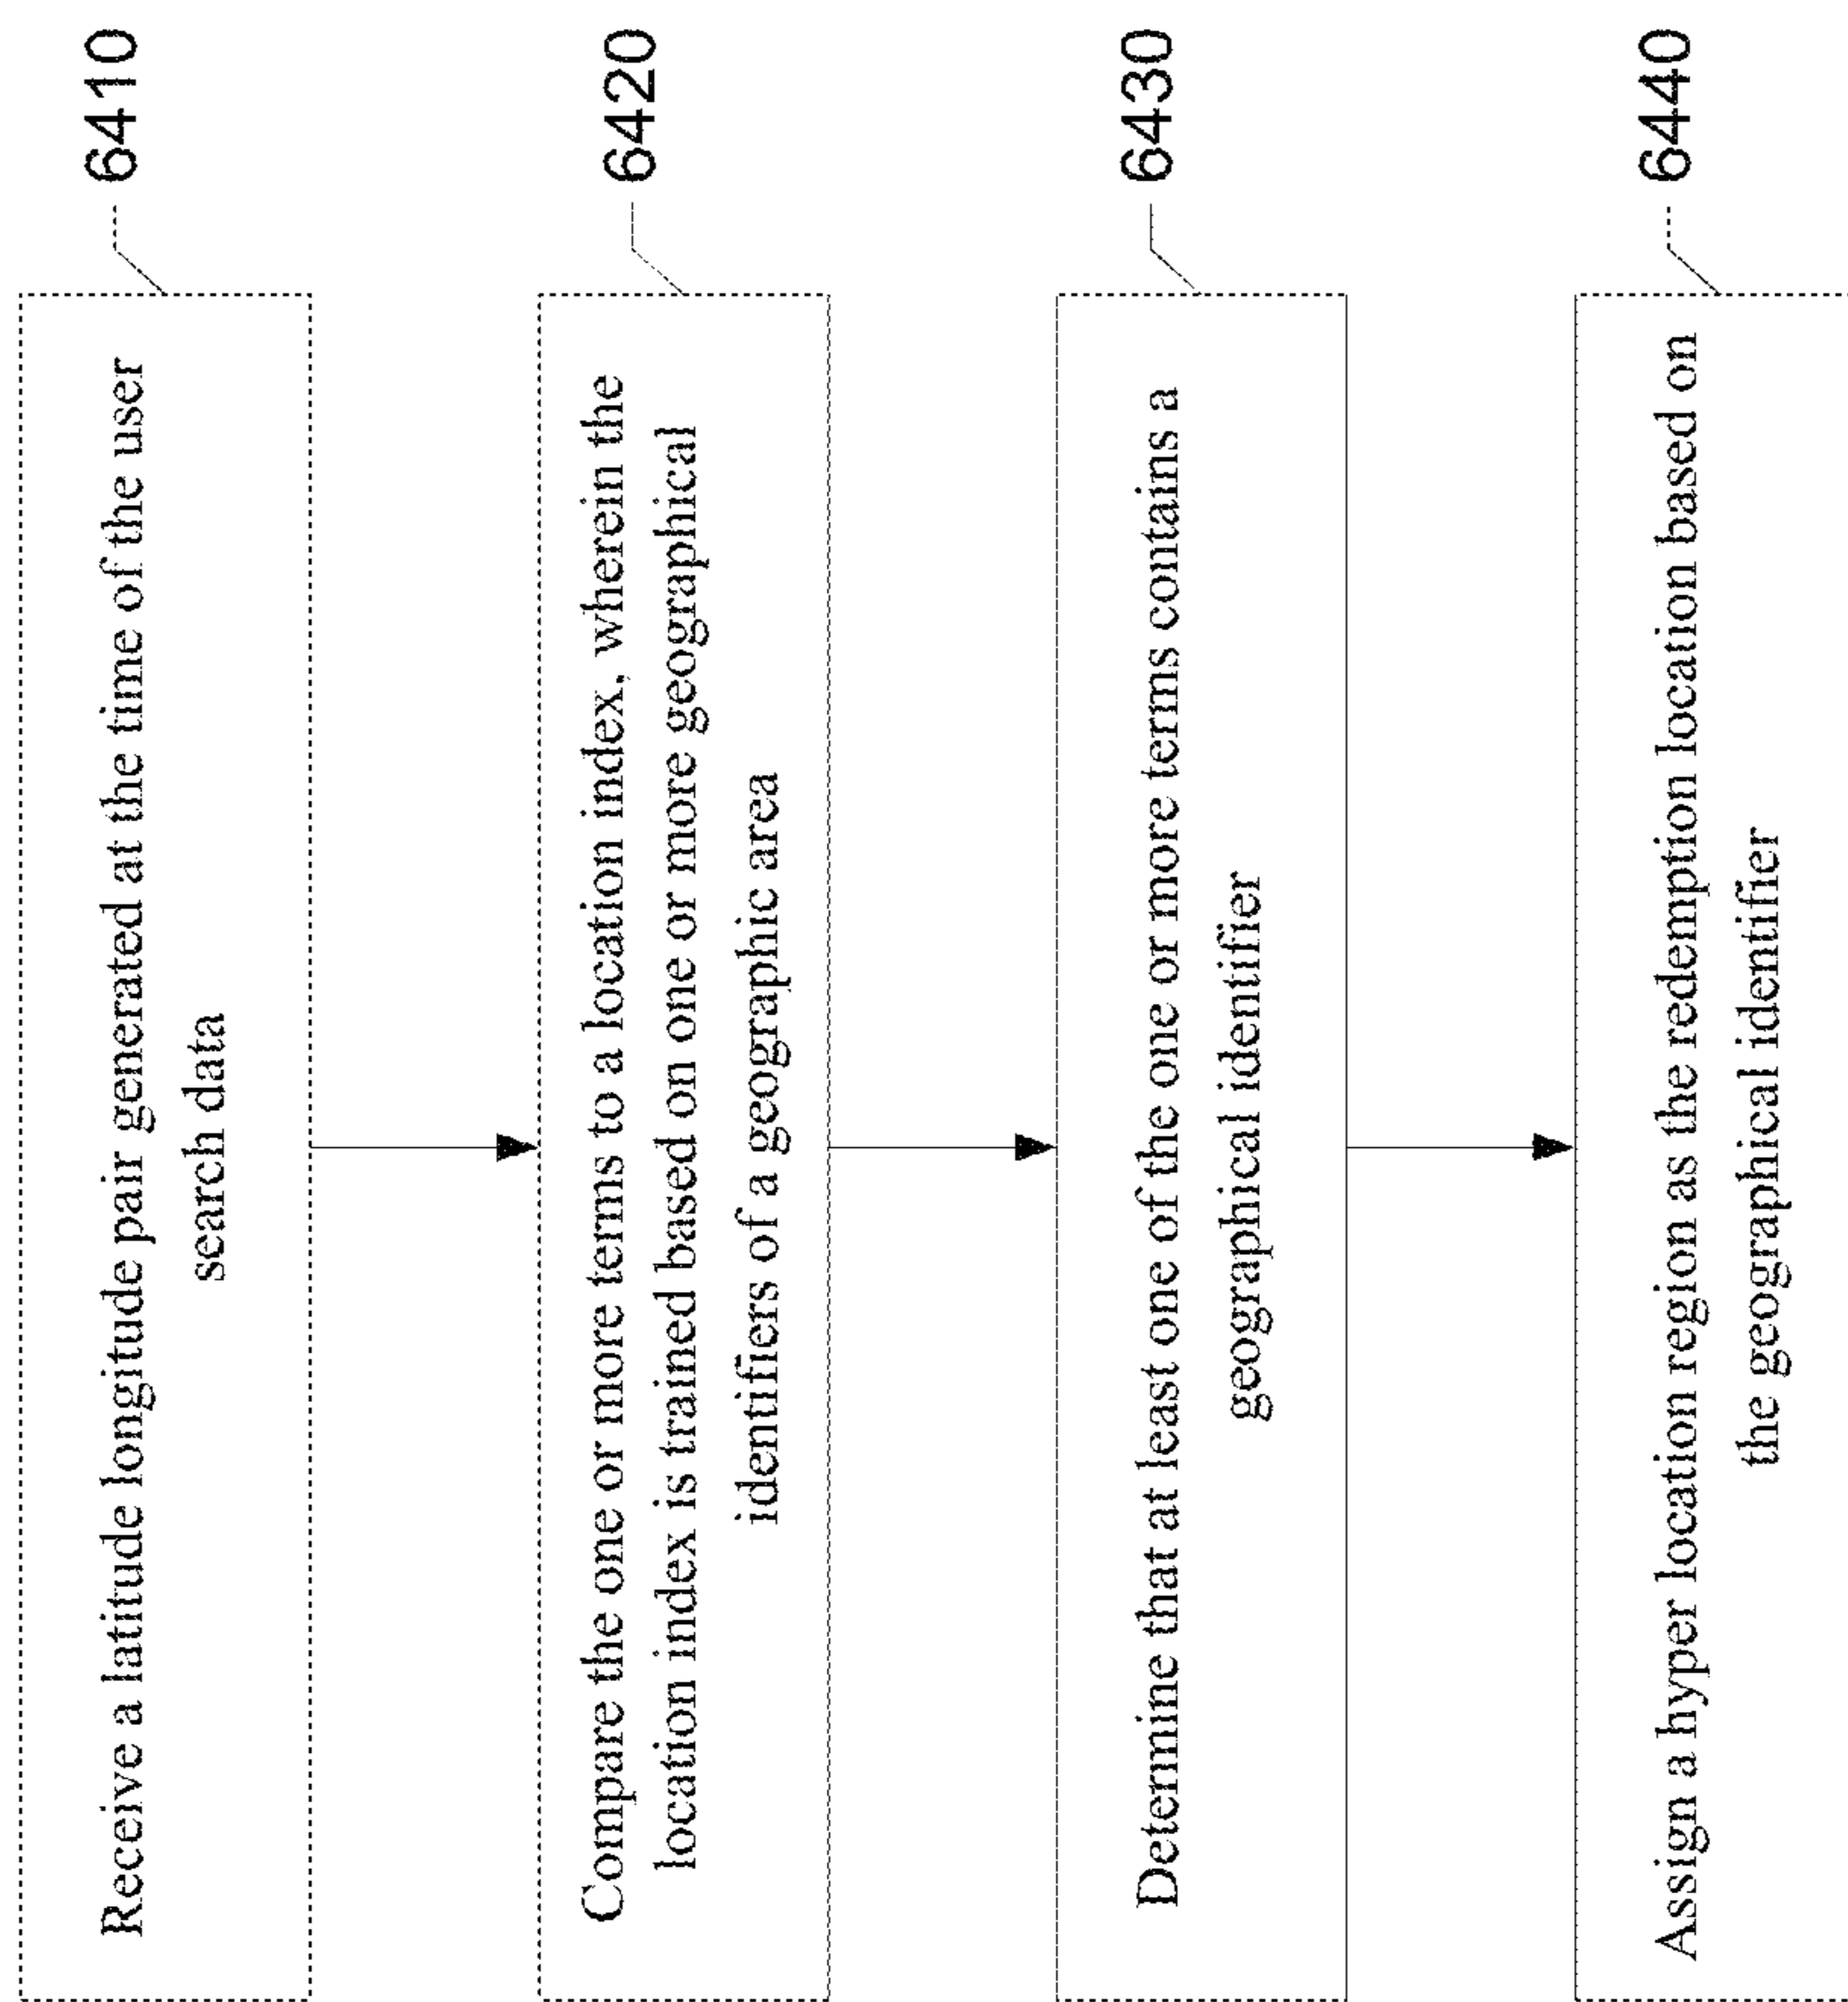 Receive a latitude longitude pair generated at the time of the user
search data
6410
Compare the one or more terms to a location index, wherein the
location index is trained based on one or more geographical
identifiers of a geographic area
6420
Determine that at least one of the one or more terms contains a
geographical identifier
6430
Assign a hyper location region as the redemption location based on
the geographical identifier
6440